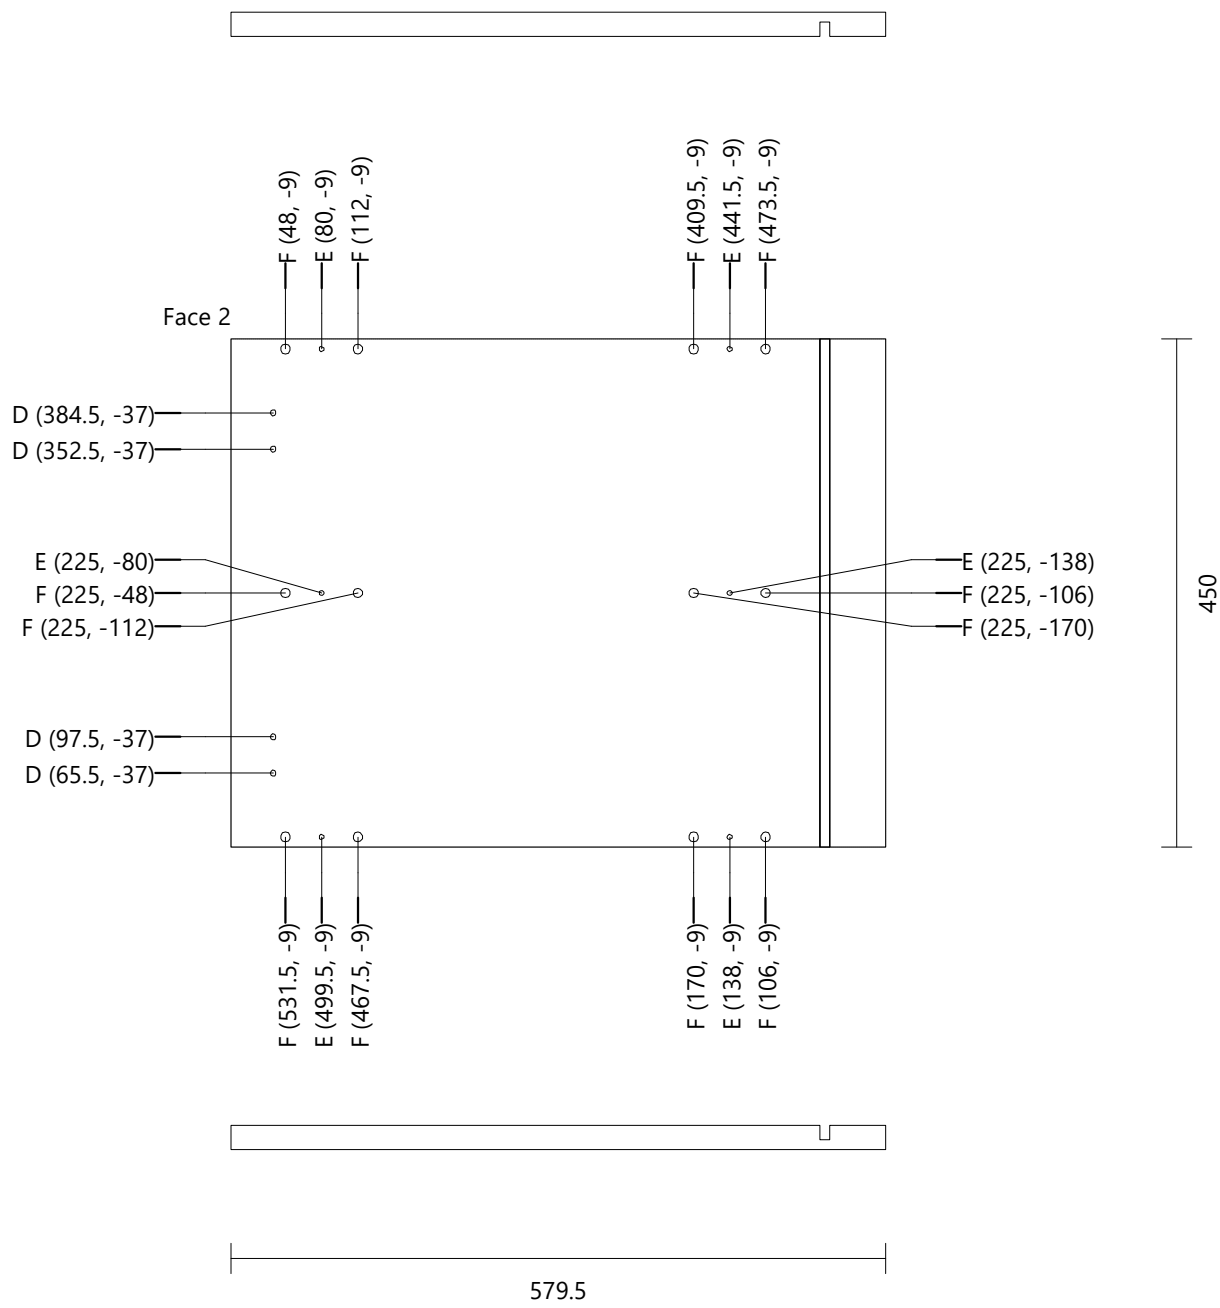 F (48, -9)
E (80, -9)
F (112, -9)
F (409.5, -9)
E (441.5, -9)
F (473.5, -9)
Face 2
D (384.5, -37)
D (352.5, -37)
E (225, -80)
F (225, -48)
F (225, -112)
E (225, -138)
F (225, -106)
F (225, -170)
450
D (97.5, -37)
D (65.5, -37)
F (531.5, -9)
E (499.5, -9)
F (467.5, -9)
F (170, -9)
E (138, -9)
F (106, -9)
579.5